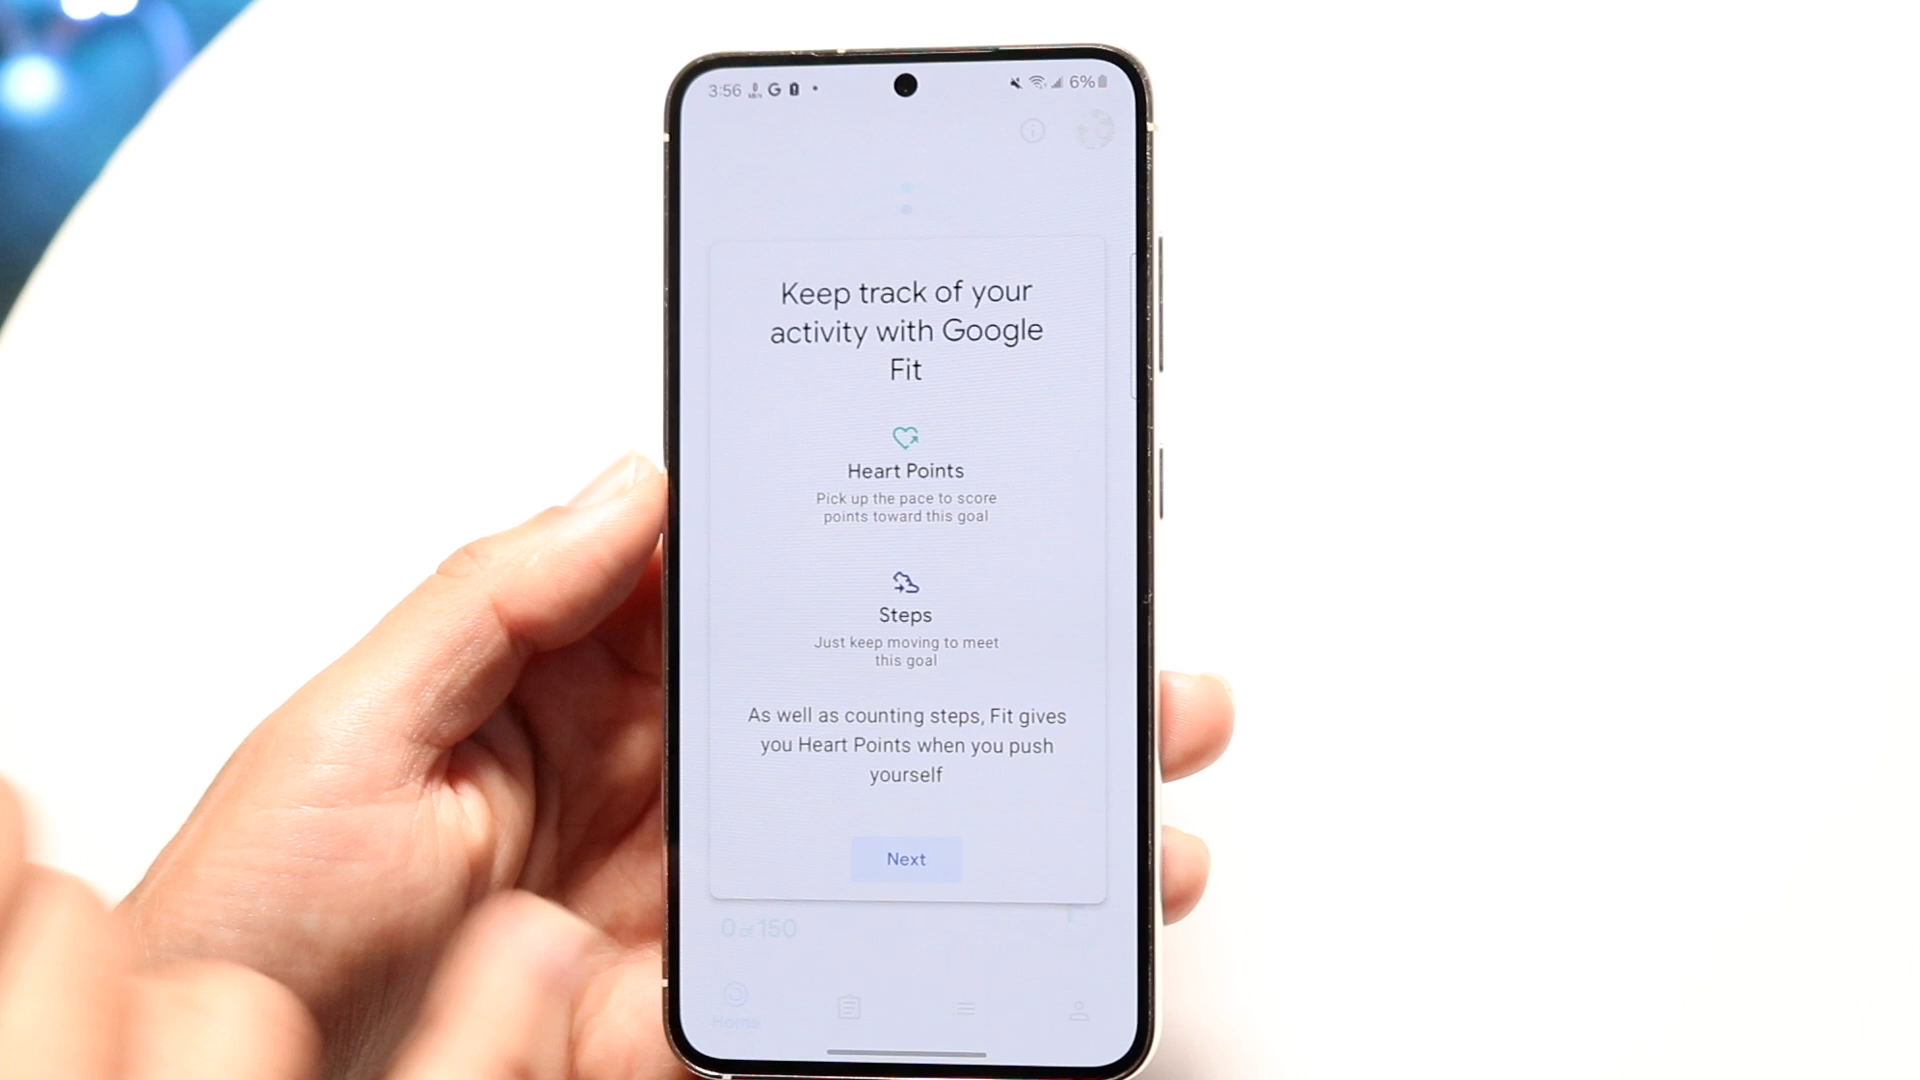 3:56 G 6%
Keep track of your
activity with Google
Fit
Heart Points
Pick up the pace to score
points toward this goal
Steps
Just keep moving to meet
this goal
As well as counting steps, Fit gives
you Heart Points when you push
yourself
Next
0 of 150
Home